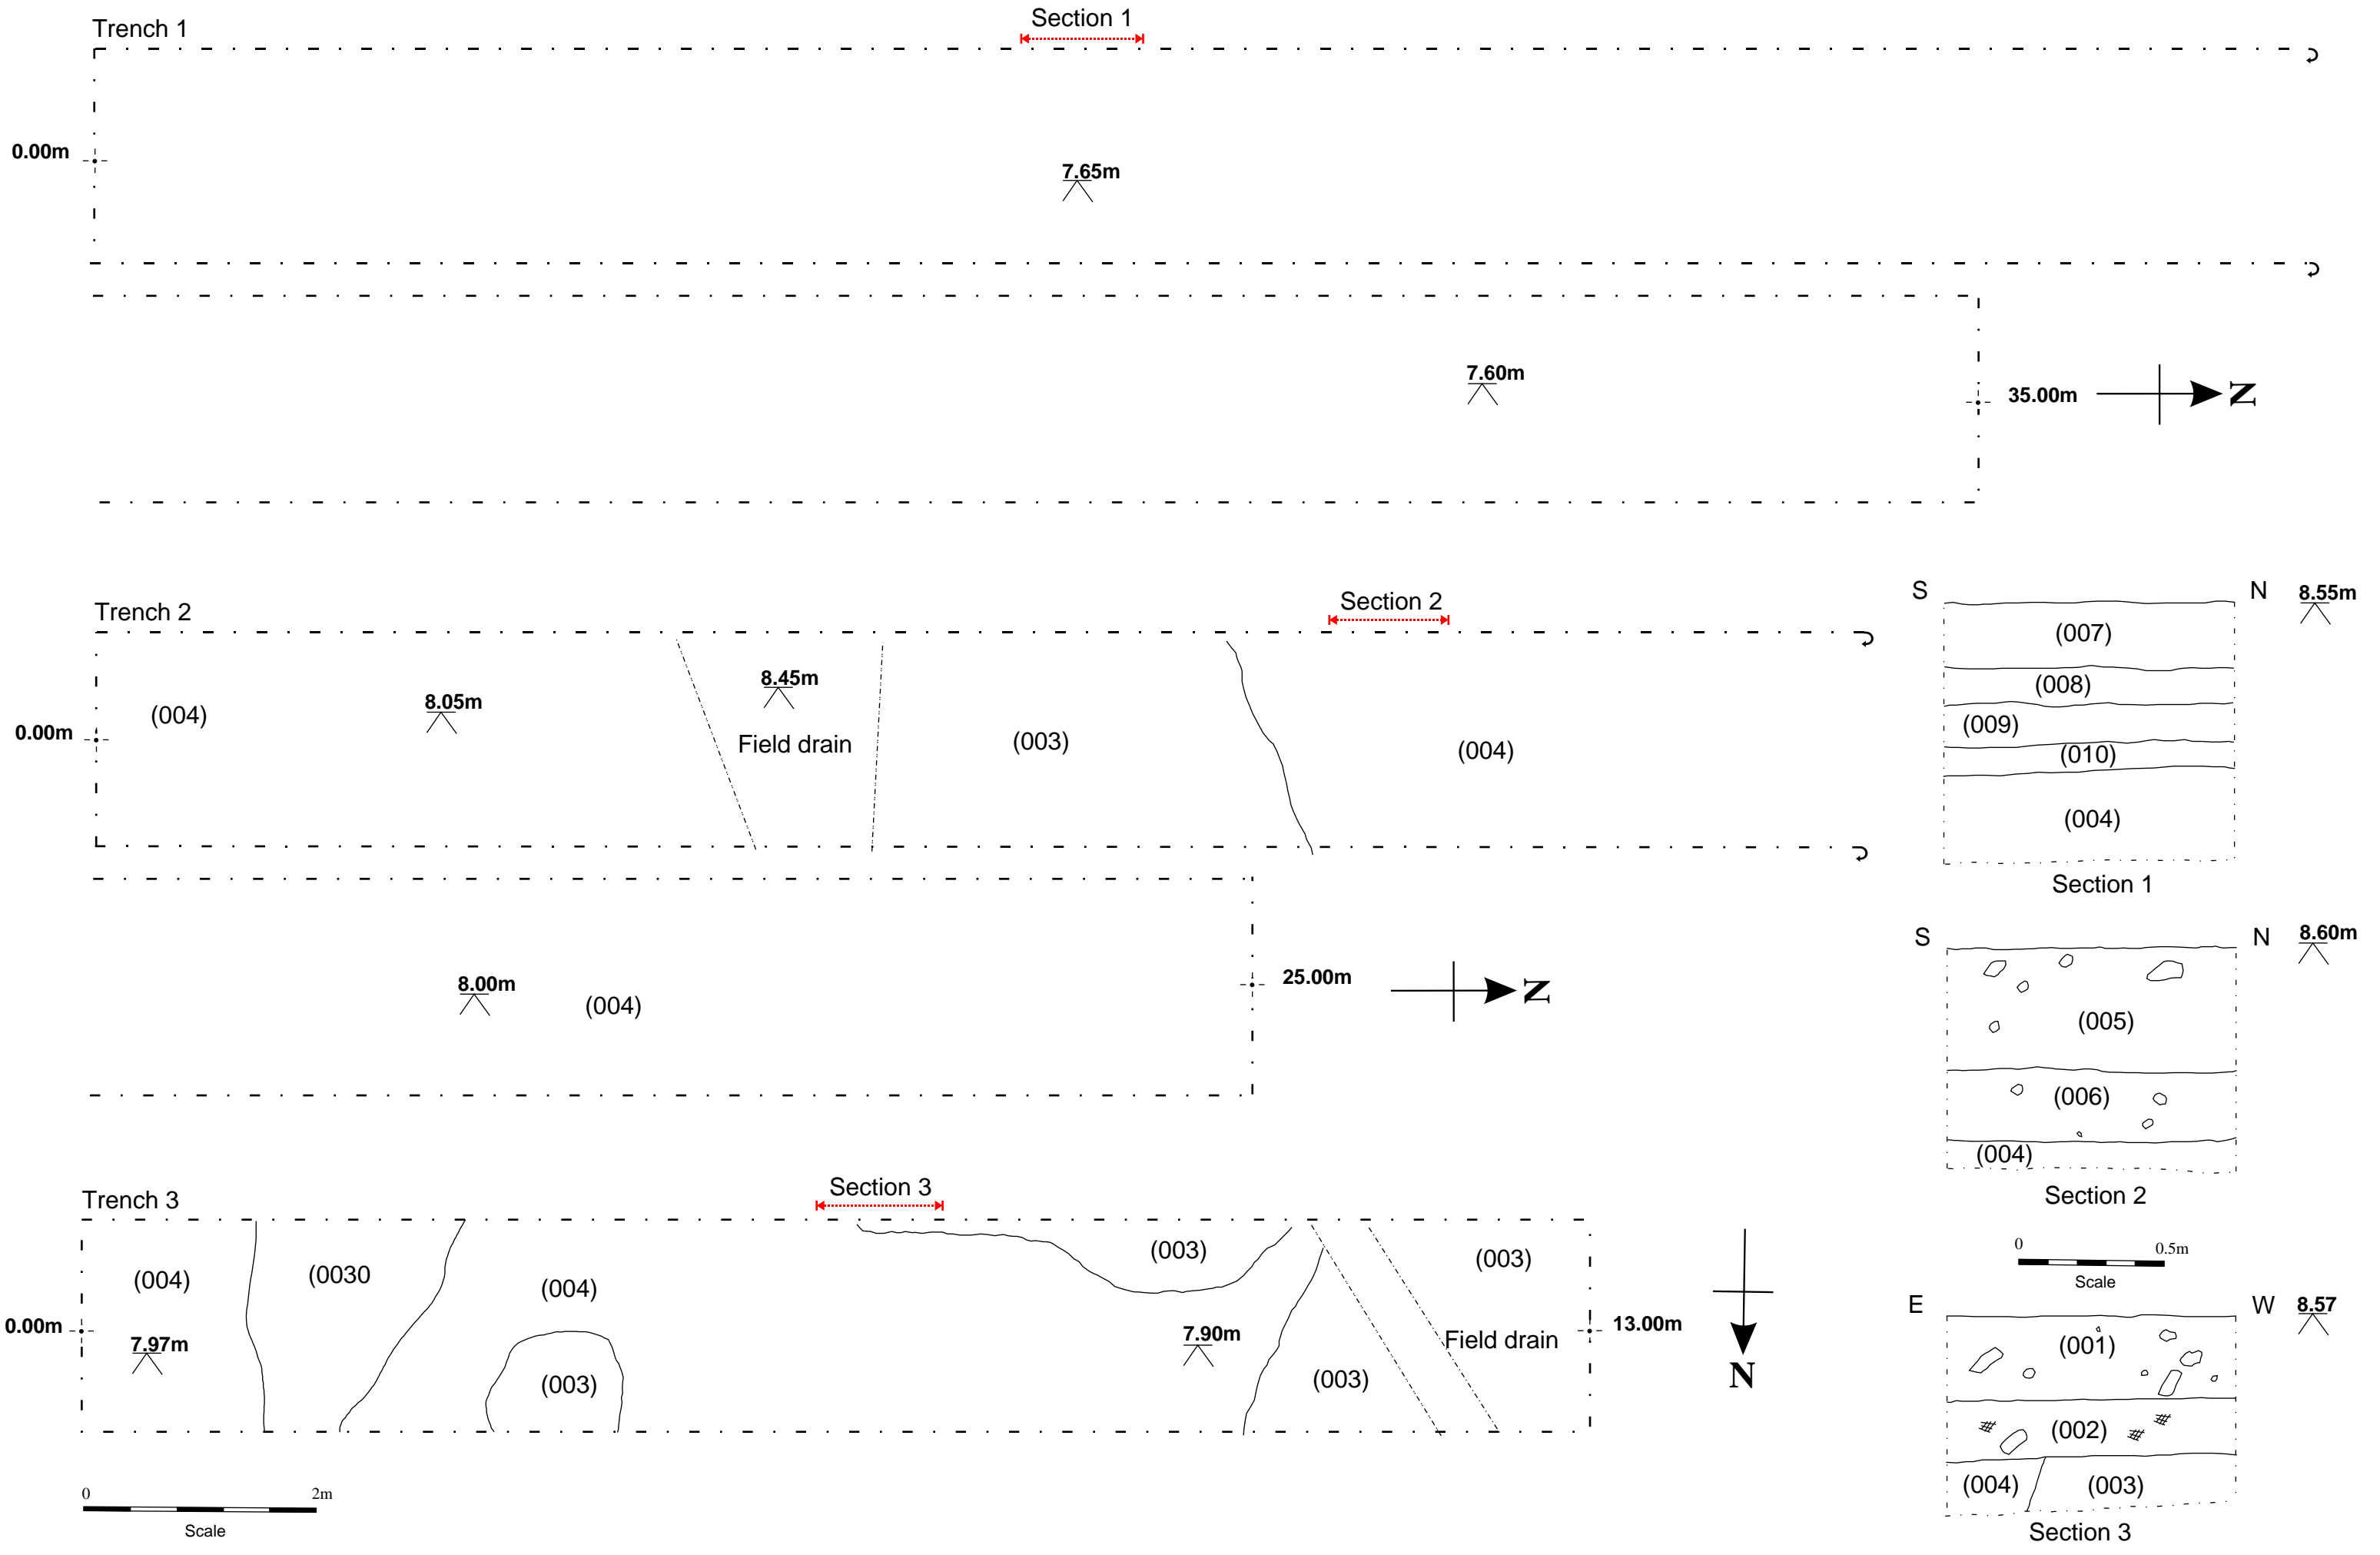 Trench 1
Section 1
0.00m
7.65m
7.60m
35.00m
N
Trench 2
Section 2
(004)
8.05m
8.45m
Field drain
(003)
(004)
0.00m
8.00m
(004)
25.00m
N
Trench 3
Section 3
(004)
(0030
(004)
(003)
(003)
0.00m
7.97m
(003)
7.90m
(003)
Field drain
13.00m
N
0 2m
Scale
S N 8.55m
(007)
(008)
(009)
(010)
(004)
Section 1
S N 8.60m
(005)
(006)
(004)
Section 2
0 0.5m
Scale
E W 8.57
(001)
(002)
(004) (003)
Section 3